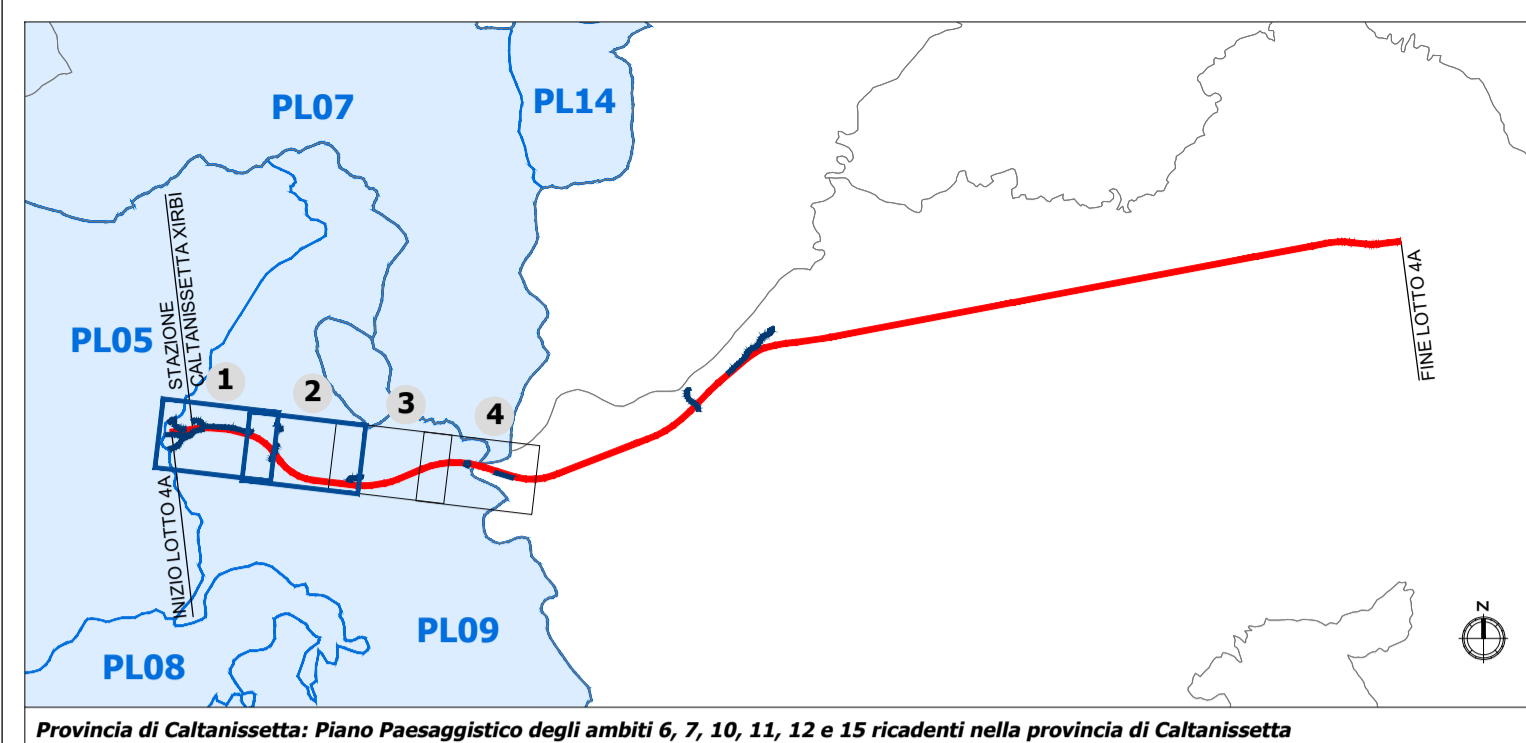 PL07
PL14
STAZIONE
CALTANISSETTA XIRBI
PL05
FINE LOTTO 4A
1
2
3
4
INIZIO LOTTO 4A
PL09
N
PL08
Provincia di Caltanissetta: Piano Paesaggistico degli ambiti 6, 7, 10, 11, 12 e 15 ricadenti nella provincia di Caltanissetta